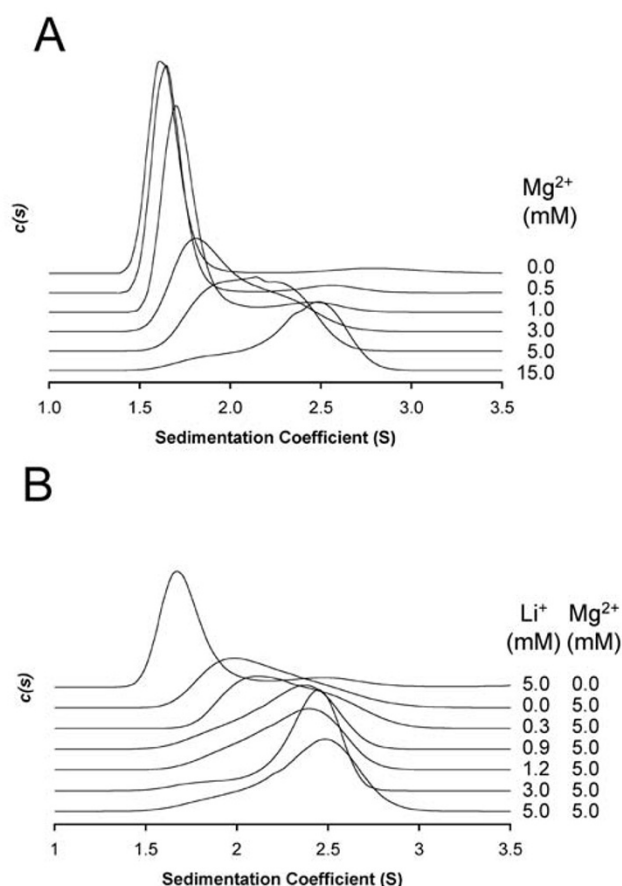 A
c(s)
Mg²⁺
(mM)
0.0
0.5
1.0
3.0
5.0
15.0
1.0 1.5 2.0 2.5 3.0 3.5
Sedimentation Coefficient (S)
B
c(s)
Li⁺ Mg²⁺
(mM) (mM)
5.0 0.0
0.0 5.0
0.3 5.0
0.9 5.0
1.2 5.0
3.0 5.0
5.0 5.0
1 1.5 2 2.5 3 3.5
Sedimentation Coefficient (S)